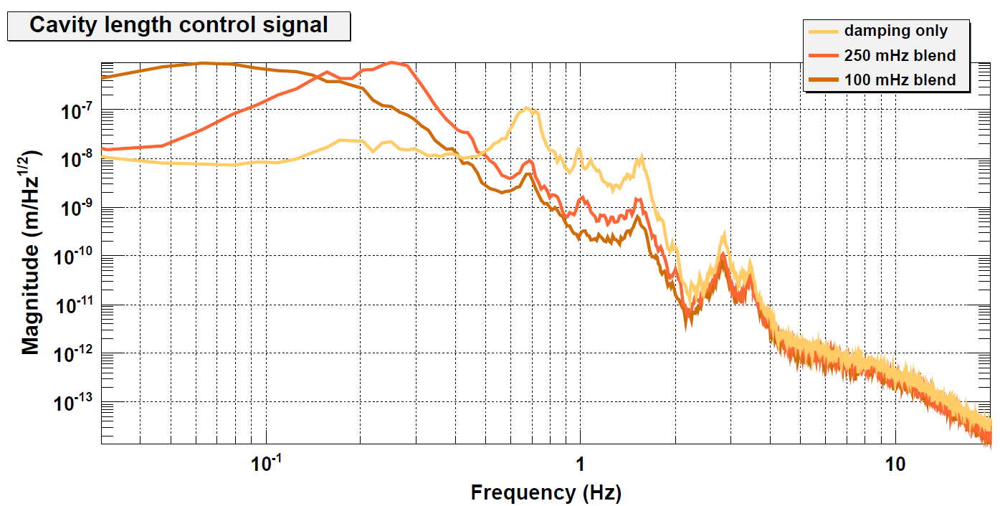 Cavity length control signal
damping only
250 mHz blend
100 mHz blend
Magnitude (m/Hz^1/2)
10^-7
10^-8
10^-9
10^-10
10^-11
10^-12
10^-13
10^-1
1
10
Frequency (Hz)